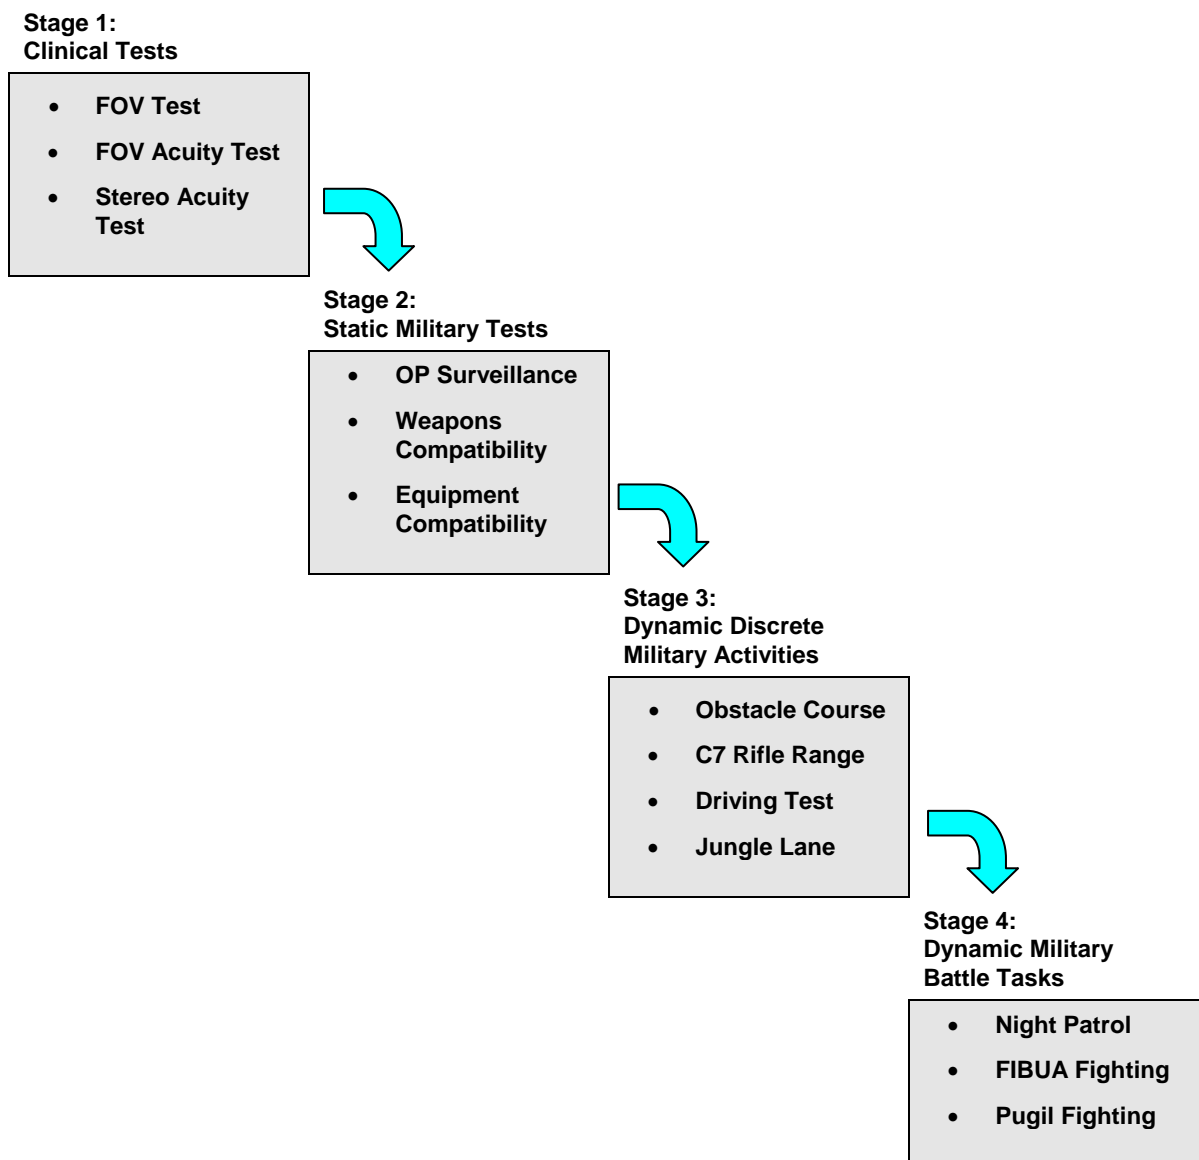 Stage 1:
Clinical Tests
• FOV Test
• FOV Acuity Test
• Stereo Acuity
Test
Stage 2:
Static Military Tests
• OP Surveillance
• Weapons
Compatibility
• Equipment
Compatibility
Stage 3:
Dynamic Discrete
Military Activities
• Obstacle Course
• C7 Rifle Range
• Driving Test
• Jungle Lane
Stage 4:
Dynamic Military
Battle Tasks
• Night Patrol
• FIBUA Fighting
• Pugil Fighting